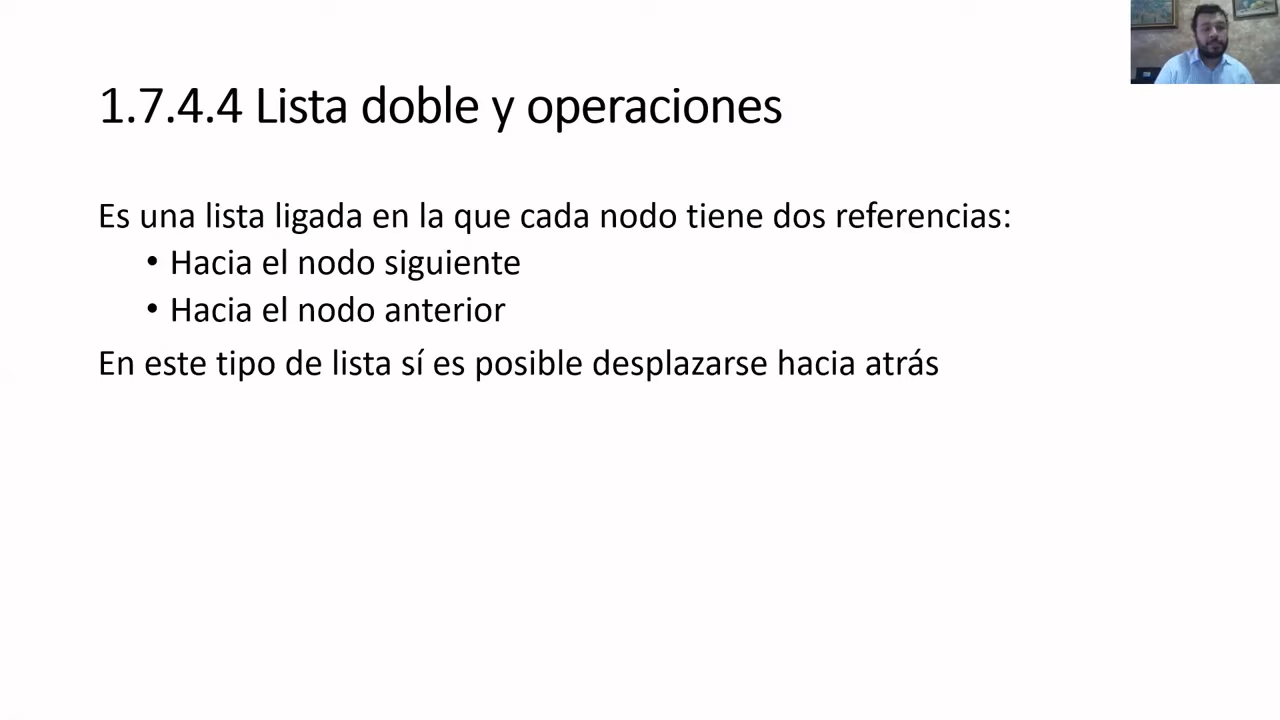 1.7.4.4 Lista doble y operaciones
Es una lista ligada en la que cada nodo tiene dos referencias:
• Hacia el nodo siguiente
• Hacia el nodo anterior
En este tipo de lista sí es posible desplazarse hacia atrás